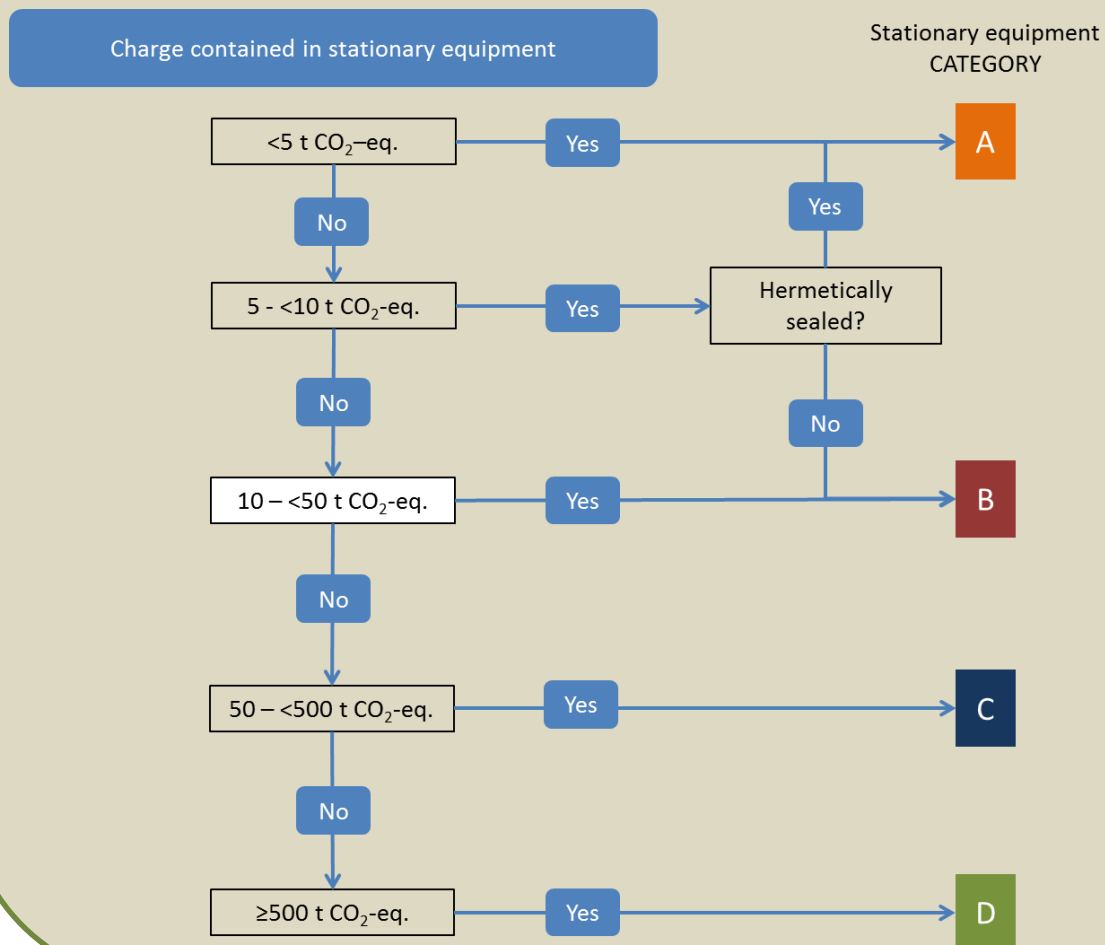 Charge contained in stationary equipment
Stationary equipment
CATEGORY
<5 t CO₂–eq.
Yes
A
No
Yes
5 - <10 t CO₂-eq.
Yes
Hermetically
sealed?
No
No
10 – <50 t CO₂-eq.
Yes
B
No
50 – <500 t CO₂-eq.
Yes
C
No
≥500 t CO₂-eq.
Yes
D